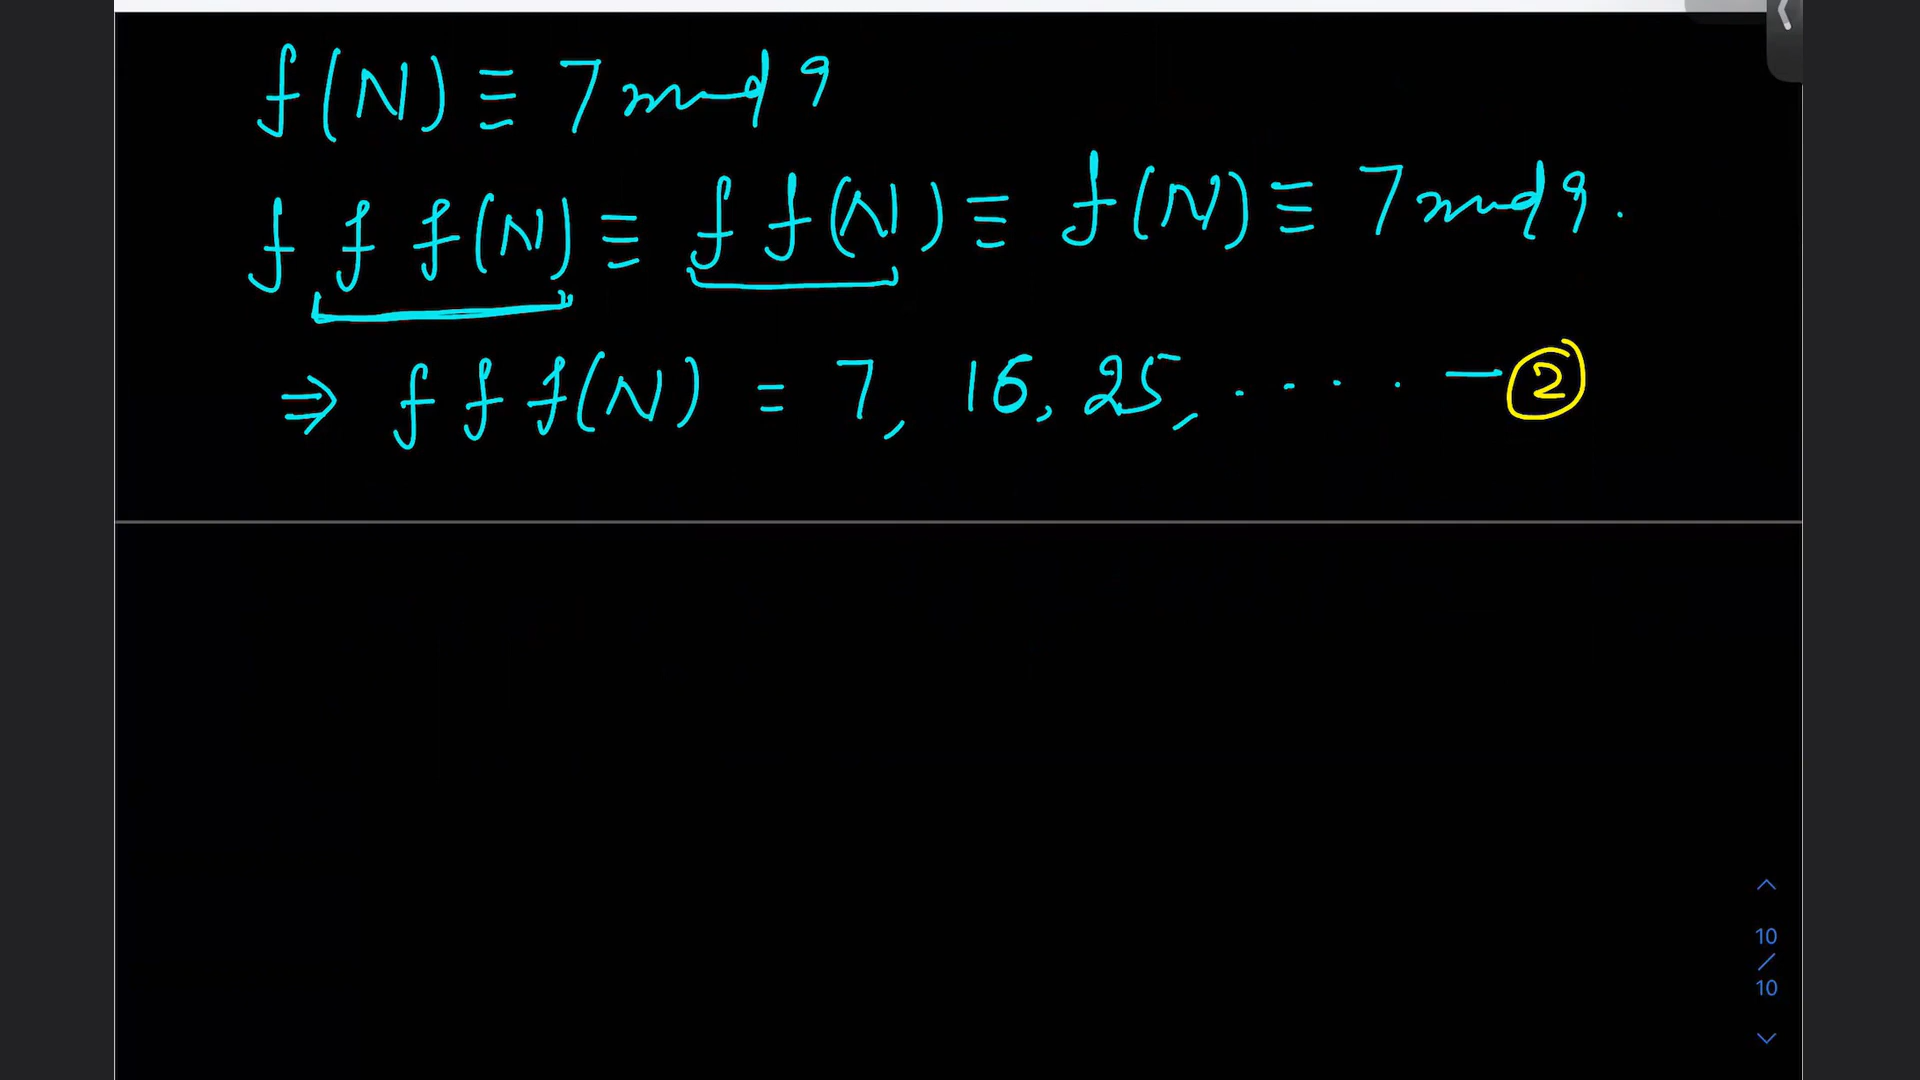 f(N) ≡ 7 mod 9
f f f(N) ≡ f f(N) ≡ f(N) ≡ 7 mod 9.
⇒ f f f(N) = 7, 16, 25, ..... — ②
10
/
10